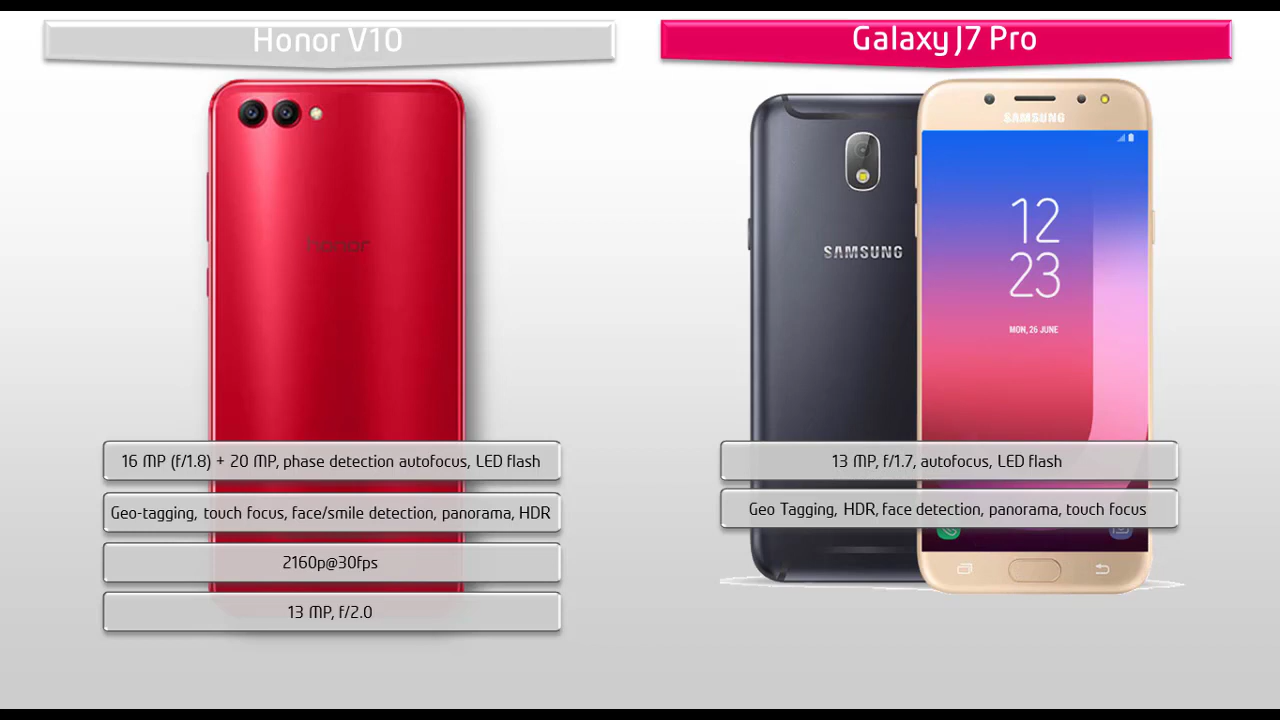 Honor V10
honor
16 MP (f/1.8) + 20 MP, phase detection autofocus, LED flash
Geo-tagging, touch focus, face/smile detection, panorama, HDR
2160p@30fps
13 MP, f/2.0
Galaxy J7 Pro
SAMSUNG
SAMSUNG
12
23
MON, 26 JUNE
13 MP, f/1.7, autofocus, LED flash
Geo Tagging, HDR, face detection, panorama, touch focus